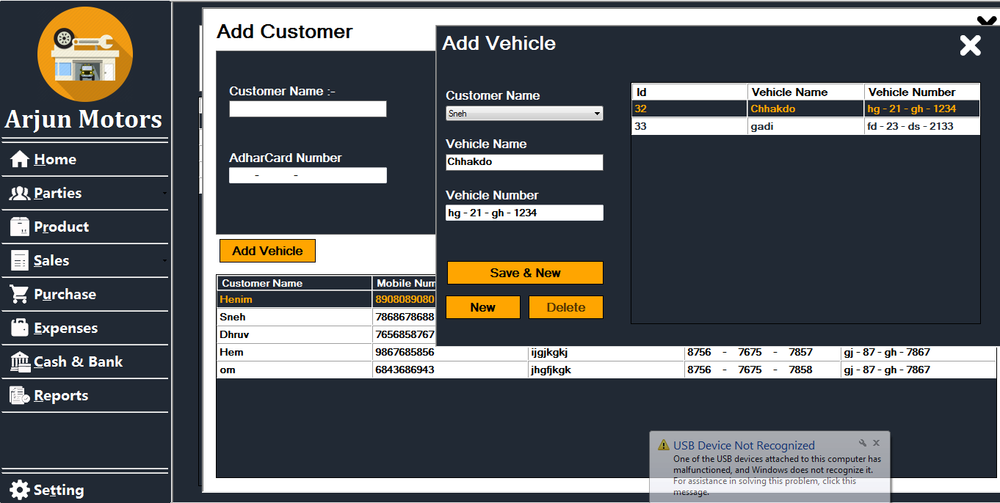 Arjun Motors
Home
Parties
Product
Sales
Purchase
Expenses
Cash & Bank
Reports
Setting
Add Customer
Customer Name :-
AdharCard Number
- -
Add Vehicle
Customer Name Mobile Num
Henim 8908089080
Sneh 7868678688
Dhruv 7656858767
Hem 9867685856 ijgjkgkj 8756 - 7675 - 7857 gj - 87 - gh - 7867
om 6843686943 jhgfjkgk 8756 - 7675 - 7858 gj - 87 - gh - 7867
Add Vehicle
Customer Name
Sneh
Vehicle Name
Chhakdo
Vehicle Number
hg - 21 - gh - 1234
Save & New
New Delete
Id Vehicle Name Vehicle Number
32 Chhakdo hg - 21 - gh - 1234
33 gadi fd - 23 - ds - 2133
USB Device Not Recognized
One of the USB devices attached to this computer has
malfunctioned, and Windows does not recognize it.
For assistance in solving this problem, click this
message.